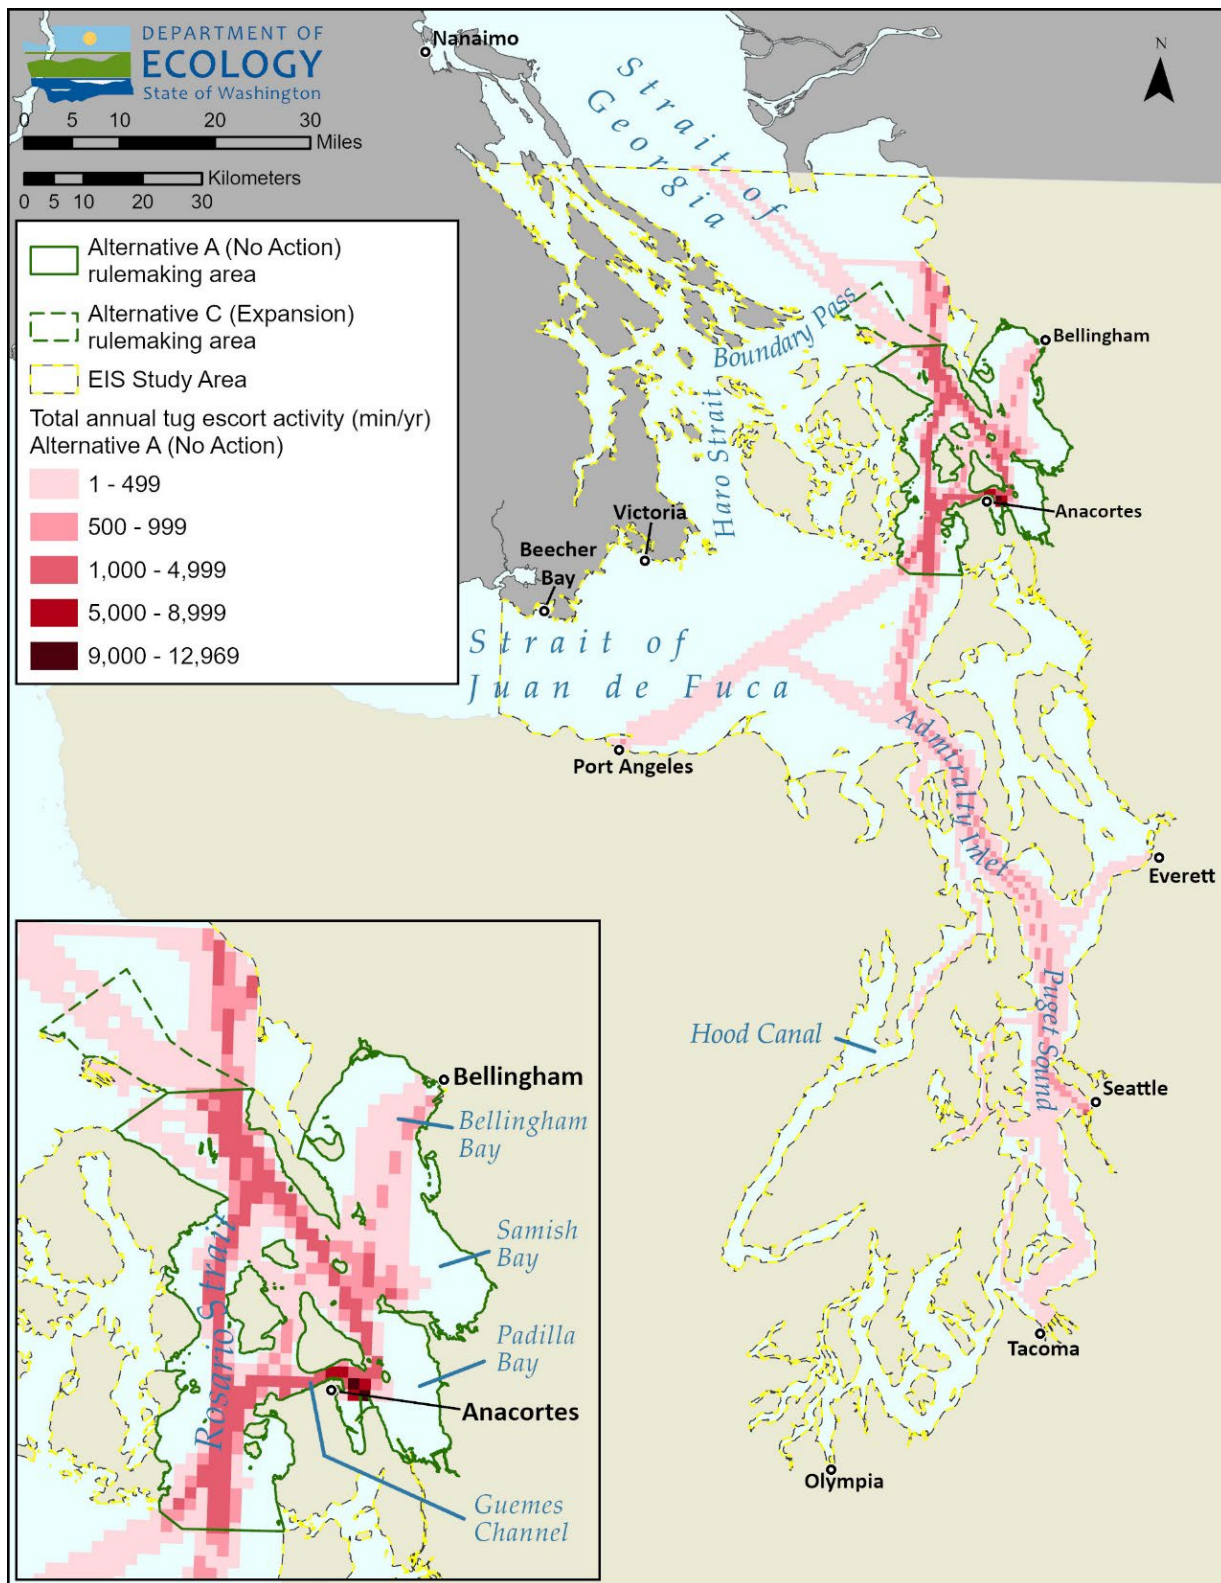 DEPARTMENT OF
ECOLOGY
State of Washington
0 5 10 20 30
Miles
Kilometers
0 5 10 20 30
Alternative A (No Action)
rulemaking area
Alternative C (Expansion)
rulemaking area
EIS Study Area
Total annual tug escort activity (min/yr)
Alternative A (No Action)
1 - 499
500 - 999
1,000 - 4,999
5,000 - 8,999
9,000 - 12,969
N
Nanaimo
Strait of
Georgia
Boundary Pass
Bellingham
Haro Strait
Anacortes
Victoria
Beecher
Bay
Strait of
Juan de Fuca
Port Angeles
Admiralty Inlet
Everett
Puget Sound
Hood Canal
Seattle
Tacoma
Olympia
Bellingham
Bellingham
Bay
Samish
Bay
Rosario Strait
Padilla
Bay
Anacortes
Guemes
Channel